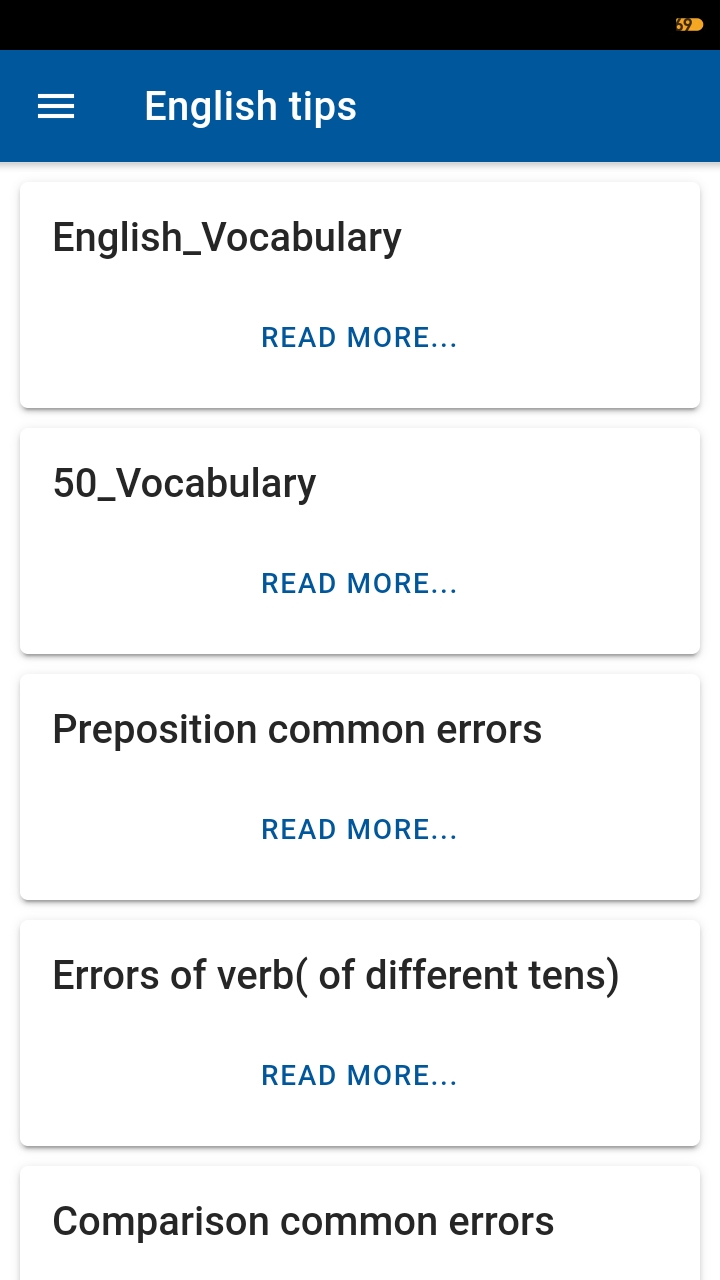 69
English tips
English_Vocabulary
READ MORE...
50_Vocabulary
READ MORE...
Preposition common errors
READ MORE...
Errors of verb( of different tens)
READ MORE...
Comparison common errors